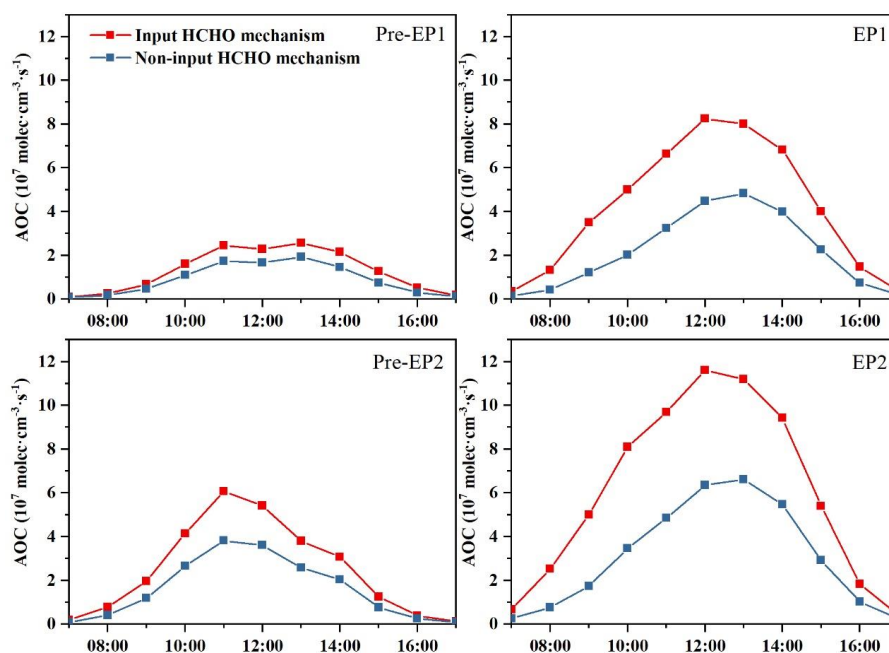 Input HCHO mechanism
Non-input HCHO mechanism
Pre-EP1
AOC (10⁷ molec·cm⁻³·s⁻¹)
12
10
8
6
4
2
0
08:00 10:00 12:00 14:00 16:00
EP1
AOC (10⁷ molec·cm⁻³·s⁻¹)
12
10
8
6
4
2
0
08:00 10:00 12:00 14:00 16:00
Pre-EP2
AOC (10⁷ molec·cm⁻³·s⁻¹)
12
10
8
6
4
2
0
08:00 10:00 12:00 14:00 16:00
EP2
AOC (10⁷ molec·cm⁻³·s⁻¹)
12
10
8
6
4
2
0
08:00 10:00 12:00 14:00 16:00